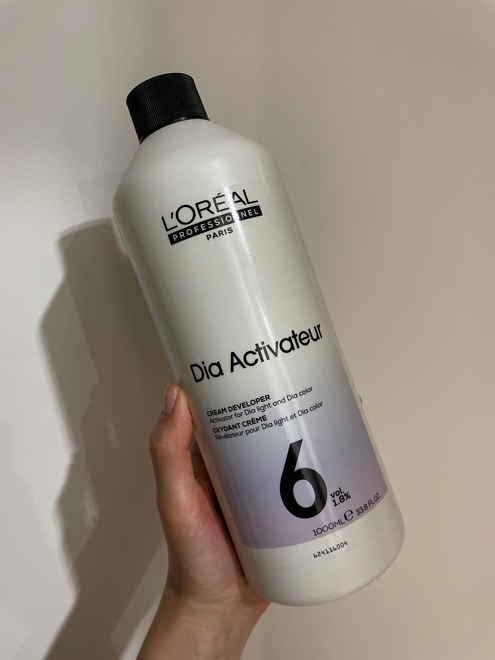 L'ORÉAL
PROFESSIONNEL
PARIS
Dia Activateur
CREAM DEVELOPER
Activator for Dia light and Dia color
OXYDANT CRÈME
Révélateur pour Dia light et Dia color
6 vol.
1.8%
1000ML ℮ 33.8 FL.OZ